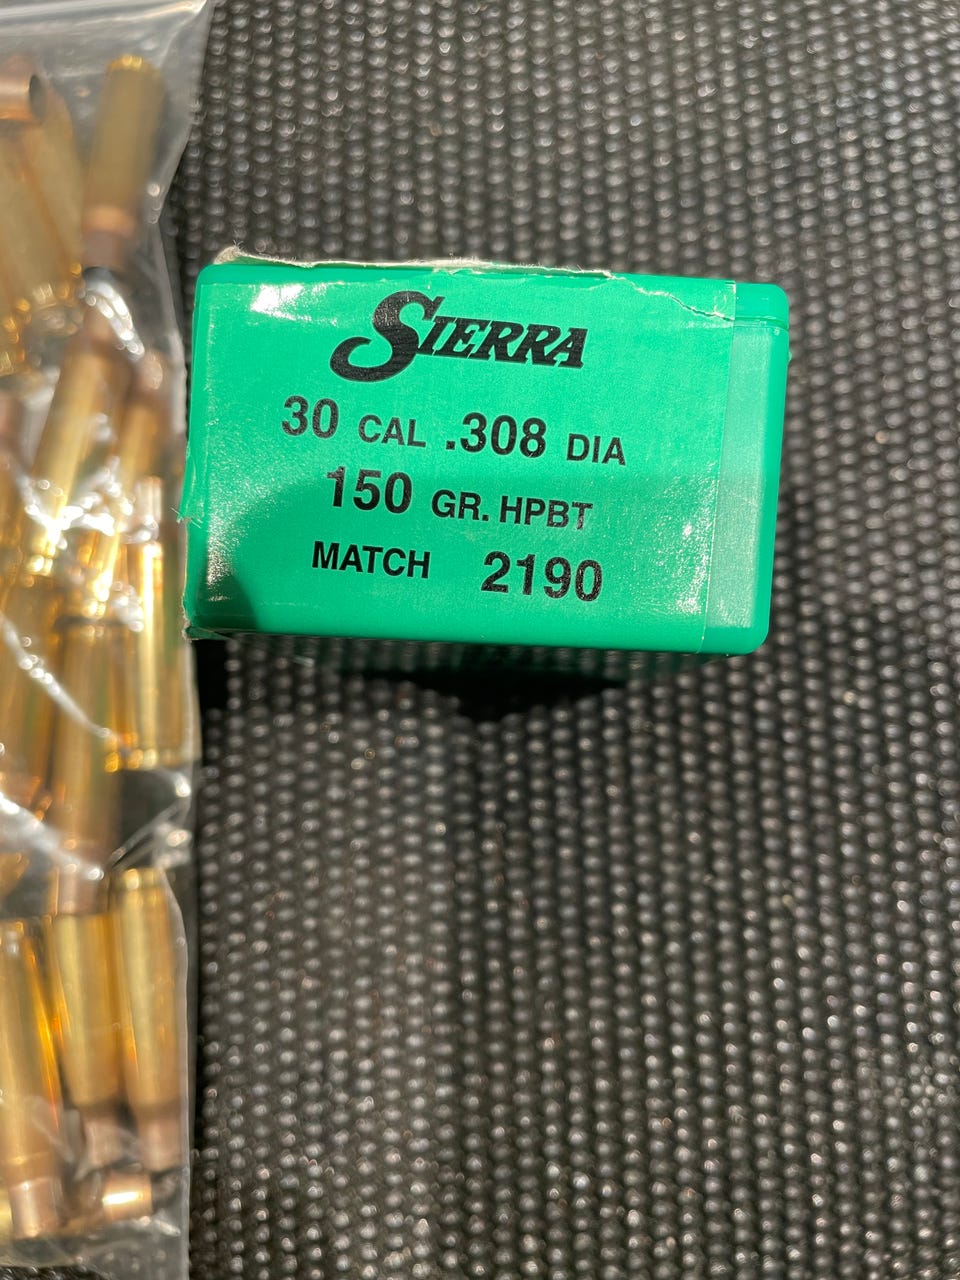 SIERRA
30 CAL .308 DIA
150 GR. HPBT
MATCH 2190